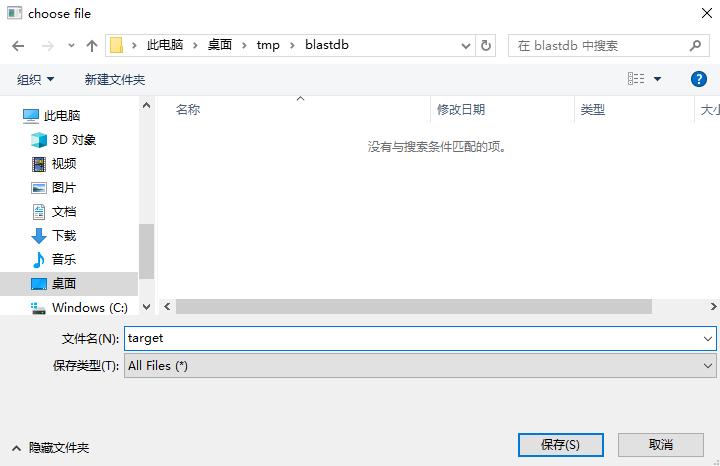 choose file
此电脑 桌面 tmp blastdb
在 blastdb 中搜索
组织 新建文件夹
此电脑
3D 对象
视频
图片
文档
下载
音乐
桌面
Windows (C:)
名称 修改日期 类型 大小
没有与搜索条件匹配的项。
文件名(N): target
保存类型(T): All Files (*)
隐藏文件夹
保存(S) 取消